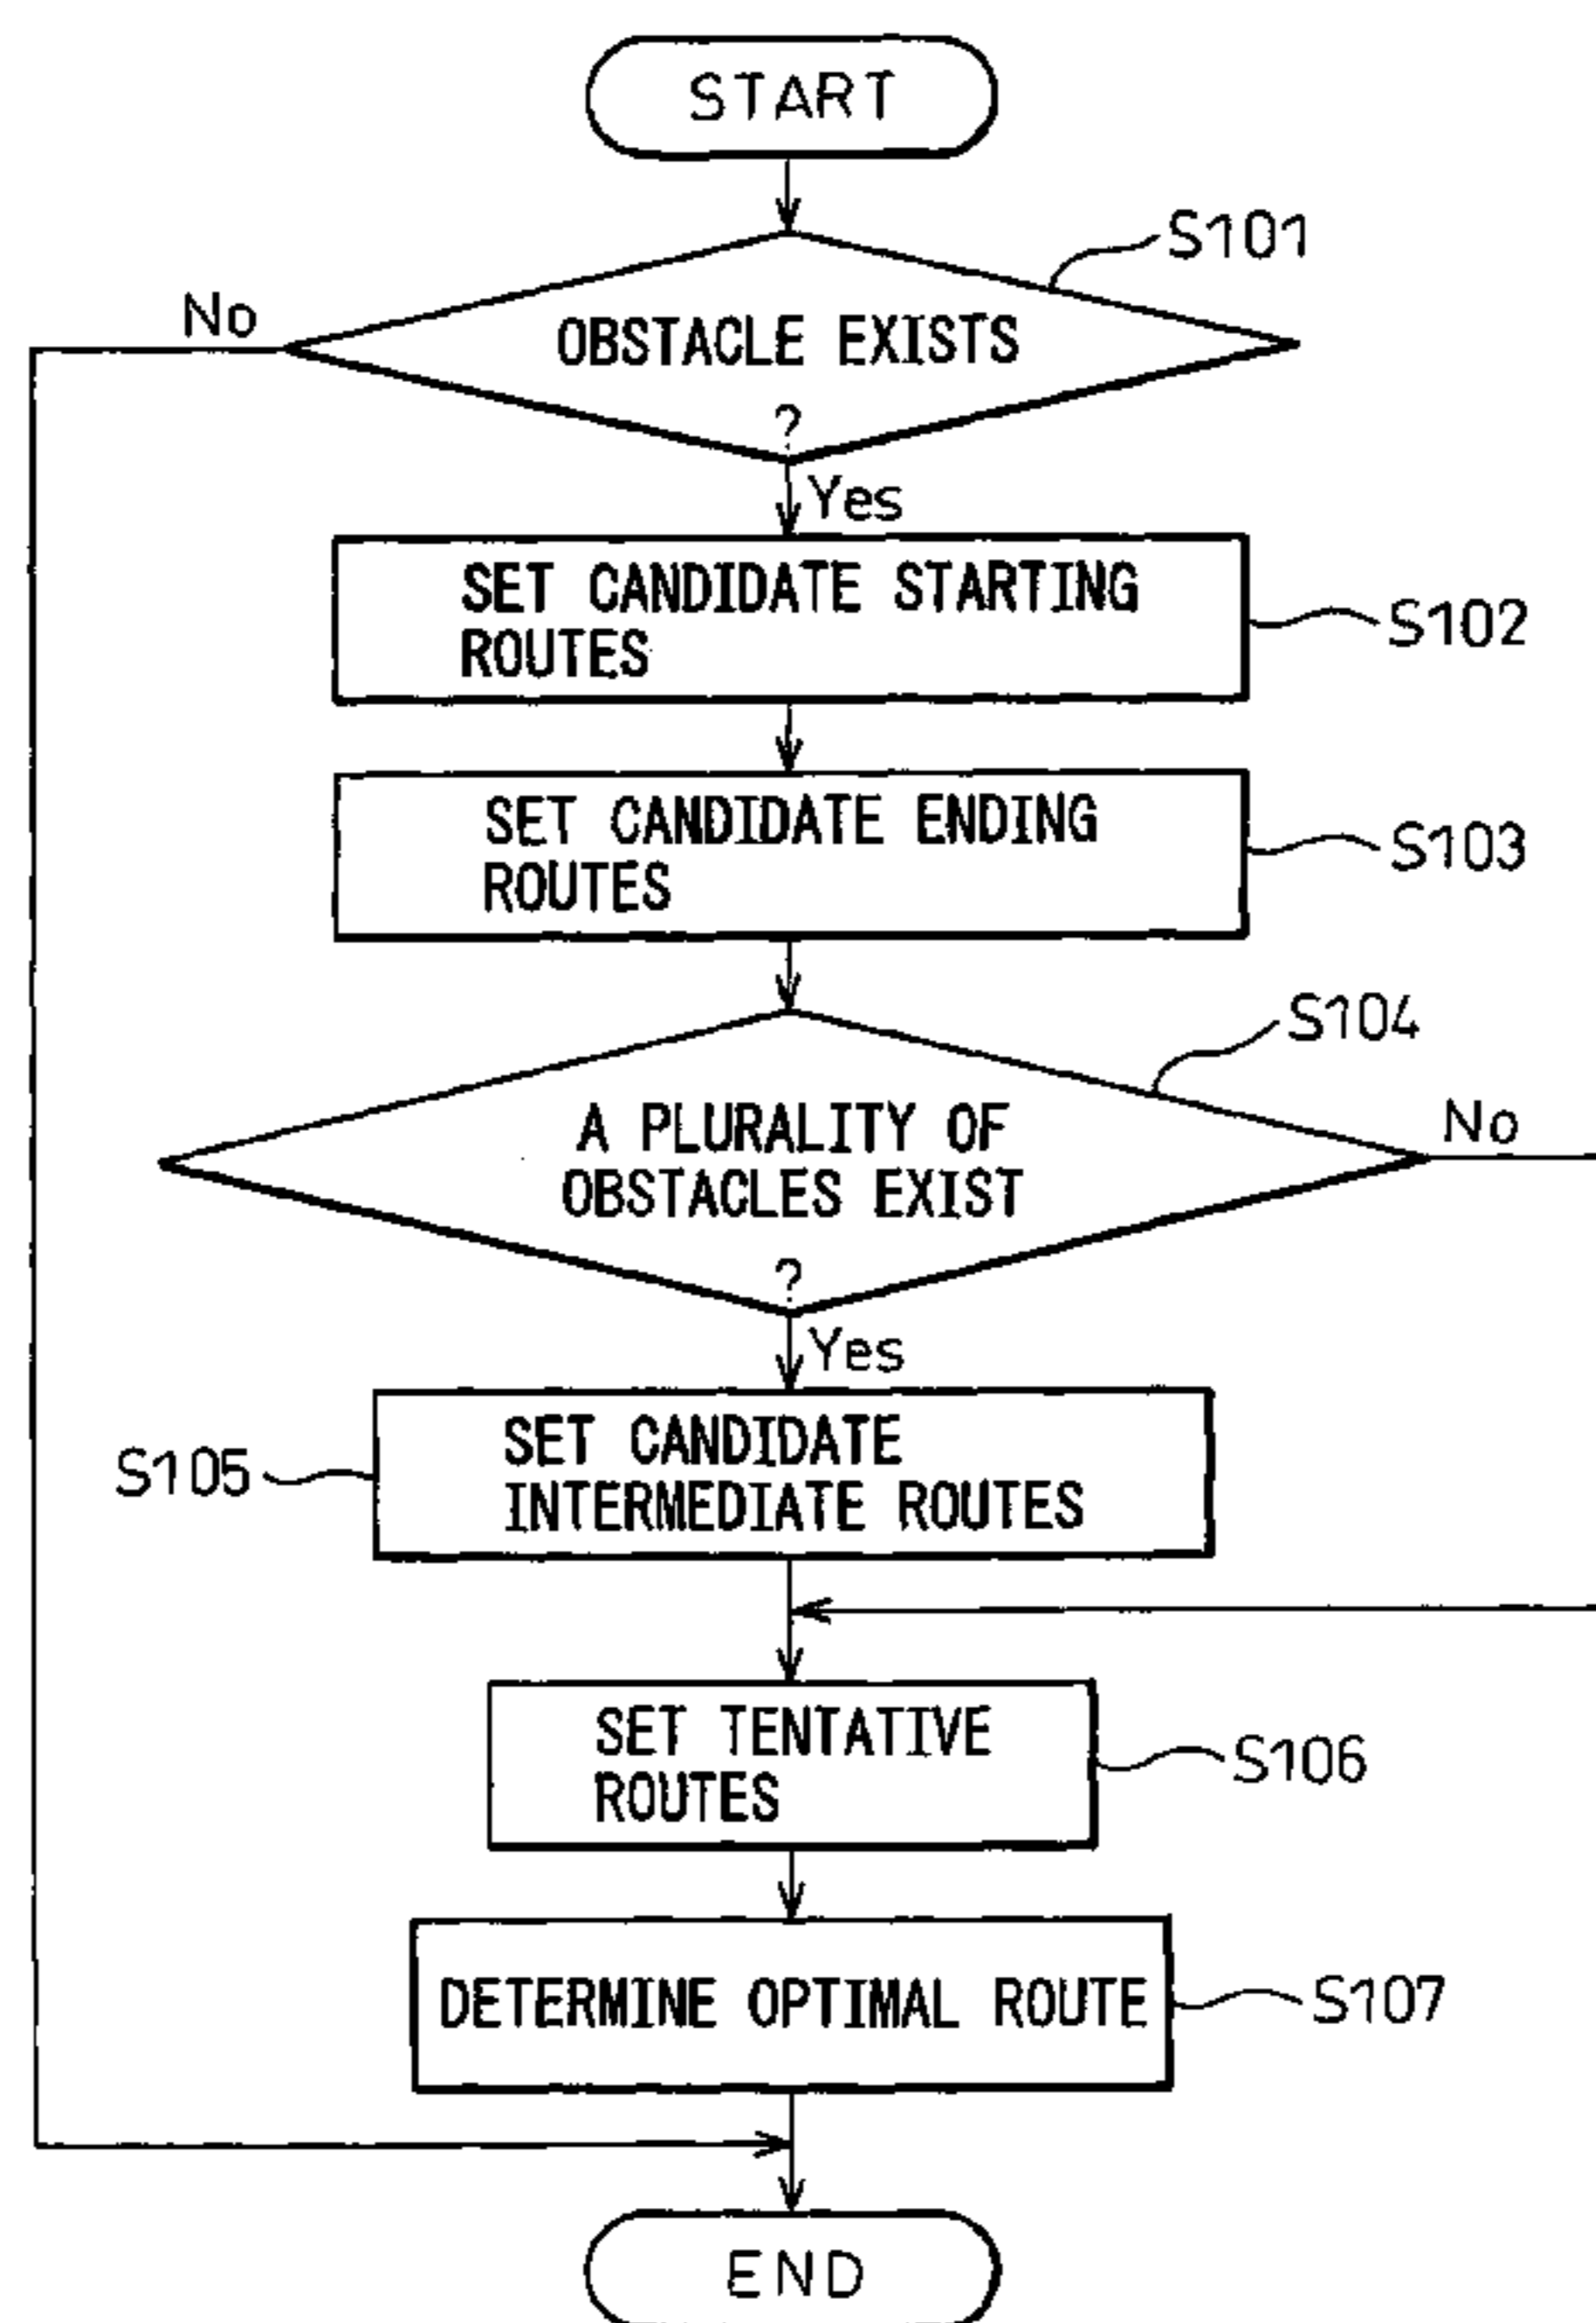 START
S101
No
OBSTACLE EXISTS
?
Yes
SET CANDIDATE STARTING
ROUTES
S102
SET CANDIDATE ENDING
ROUTES
S103
S104
A PLURALITY OF
OBSTACLES EXIST
?
No
Yes
SET CANDIDATE
INTERMEDIATE ROUTES
S105
SET TENTATIVE
ROUTES
S106
DETERMINE OPTIMAL ROUTE
S107
END